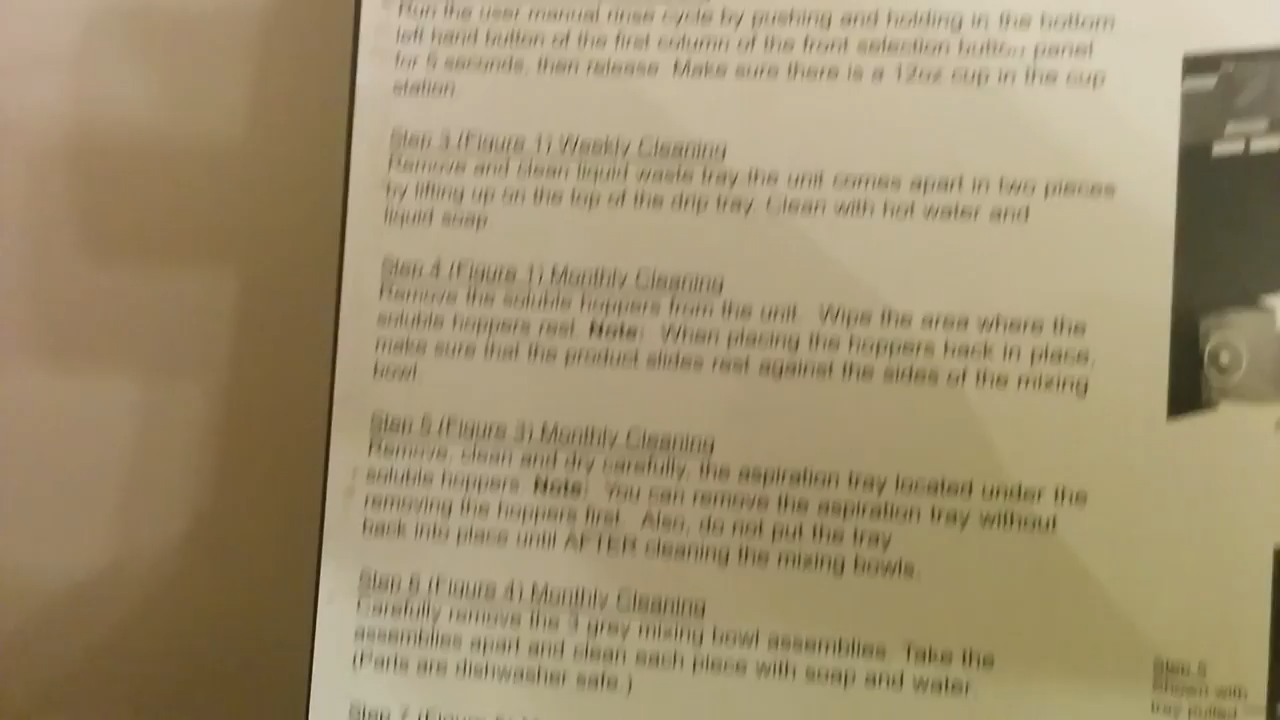 Run the user manual rinse cycle by pushing and holding in the bottom
left hand button of the first column of the front selection button panel
for 5 seconds, then release. Make sure there is a 12oz cup in the cup
station.
Step 3 (Figure 1) Weekly Cleaning
Remove and clean liquid waste tray the unit comes apart in two pieces
by lifting up on the top of the drip tray. Clean with hot water and
liquid soap
Step 4 (Figure 1) Monthly Cleaning
Remove the soluble hoppers from the unit. Wipe the area where the
soluble hoppers rest. Note: When placing the hoppers back in place,
make sure that the product slides rest against the sides of the mixing
bowl.
Step 5 (Figure 3) Monthly Cleaning
Remove, clean and dry carefully, the aspiration tray located under the
soluble hoppers. Note: You can remove the aspiration tray without
removing the hoppers first. Also, do not put the tray
back into place until AFTER cleaning the mixing bowls.
Step 6 (Figure 4) Monthly Cleaning
Carefully remove the 3 grey mixing bowl assemblies. Take the
assemblies apart and clean each piece with soap and water.
(Parts are dishwasher safe.)
Step 7 (Figure
Step 5
Shown with
tray pulled